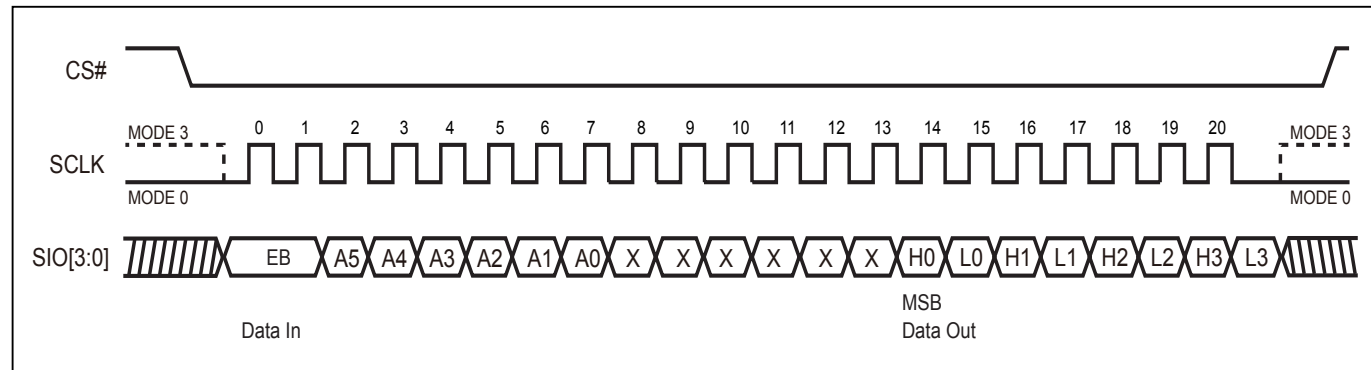 CS#
MODE 3 0 1 2 3 4 5 6 7 8 9 10 11 12 13 14 15 16 17 18 19 20 MODE 3
SCLK
MODE 0 MODE 0
SIO[3:0] EB A5 A4 A3 A2 A1 A0 X X X X X X H0 L0 H1 L1 H2 L2 H3 L3
MSB
Data In Data Out